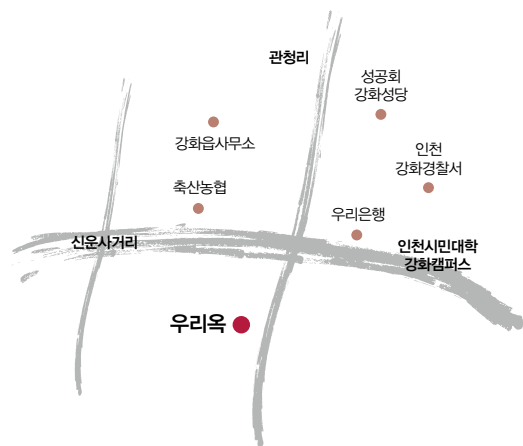 관청리
성공회
강화성당
강화읍사무소
인천
강화경찰서
축산농협
우리은행
신운사거리
인천시민대학
강화캠퍼스
우리옥